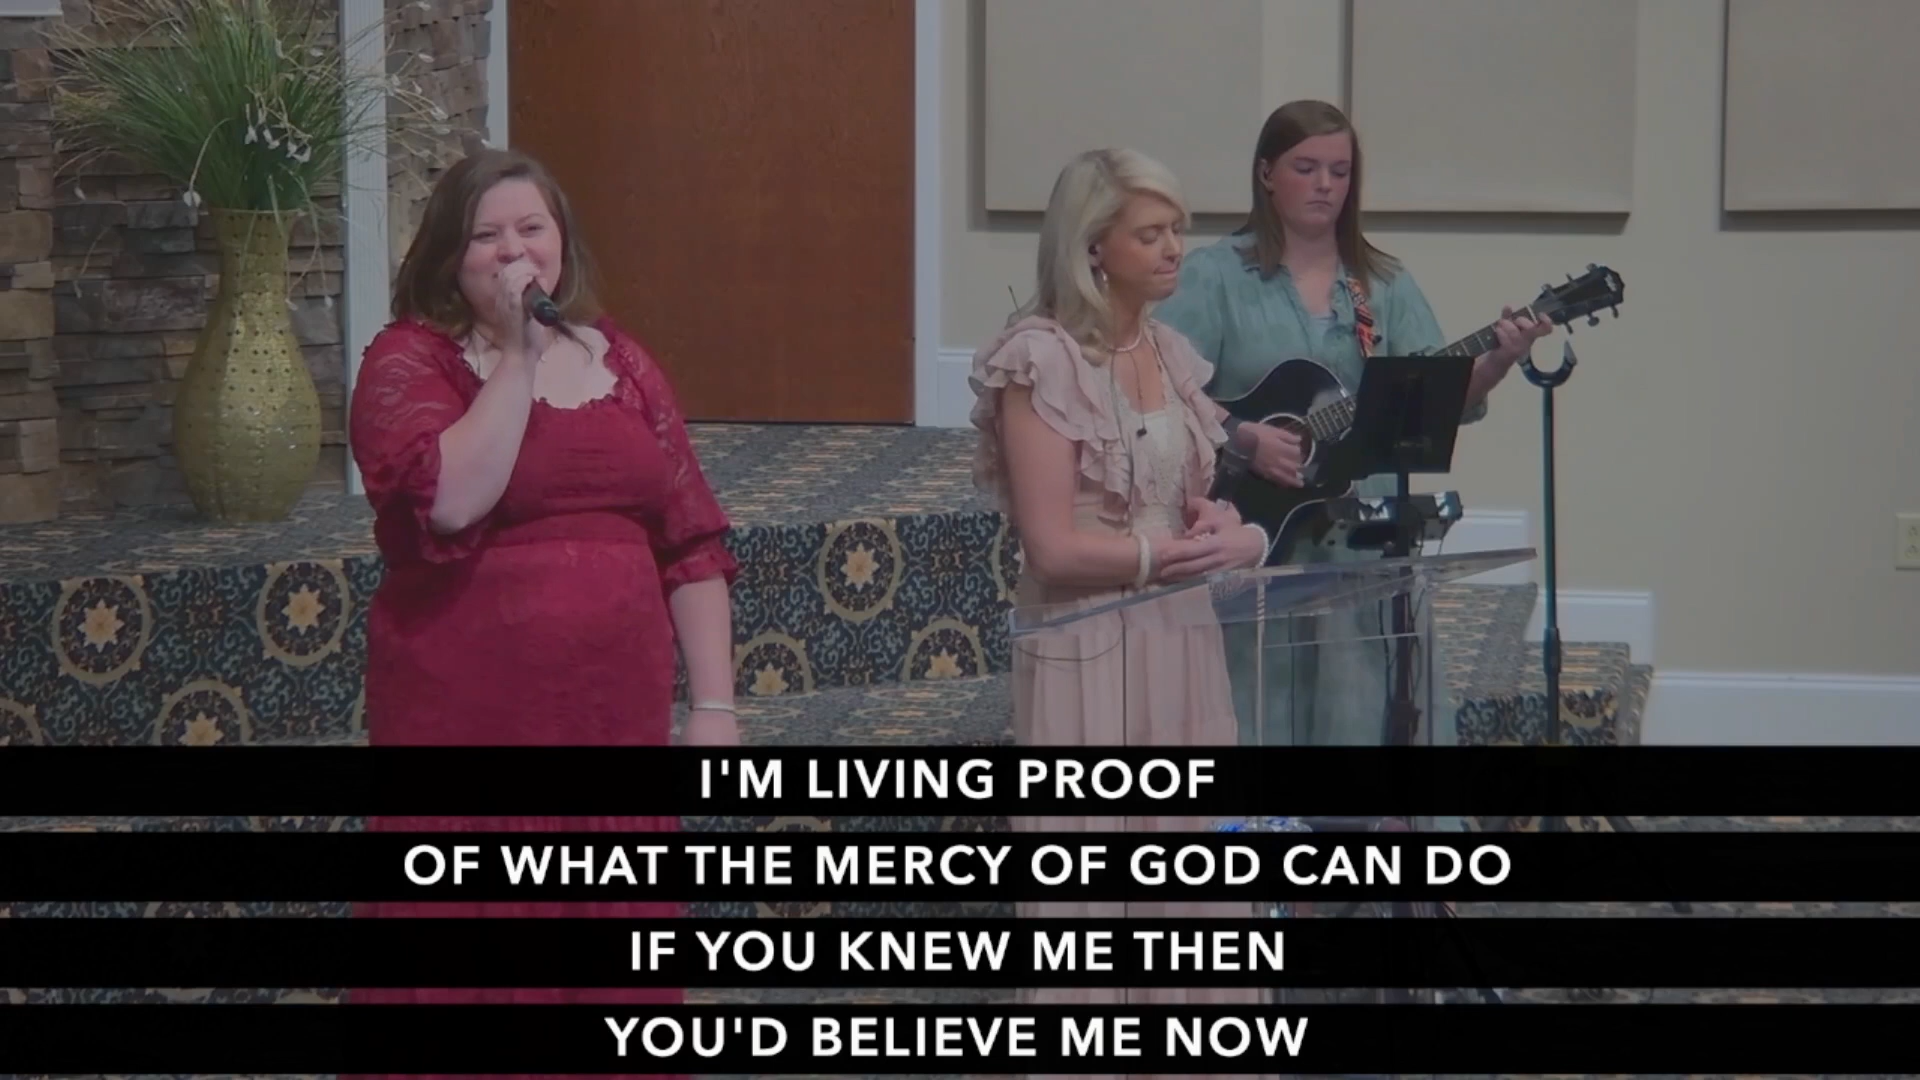 I'M LIVING PROOF
OF WHAT THE MERCY OF GOD CAN DO
IF YOU KNEW ME THEN
YOU'D BELIEVE ME NOW